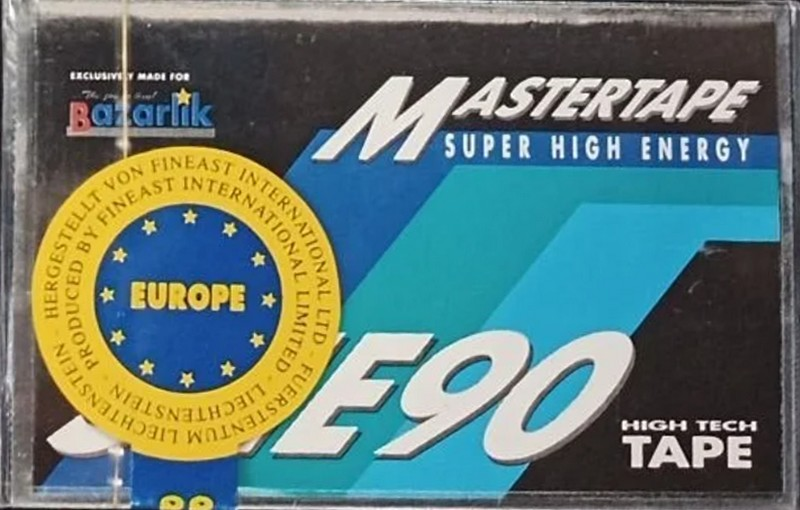 EXCLUSIVELY MADE FOR
Bazarlik
MASTERTAPE
SUPER HIGH ENERGY
HERGESTELLT VON FINEAST INTERNATIONAL LTD - FUERSTENTUM LIECHTENSTEIN -
PRODUCED BY FINEAST INTERNATIONAL LIMITED - LIECHTENSTEIN -
EUROPE
E90
HIGH TECH
TAPE